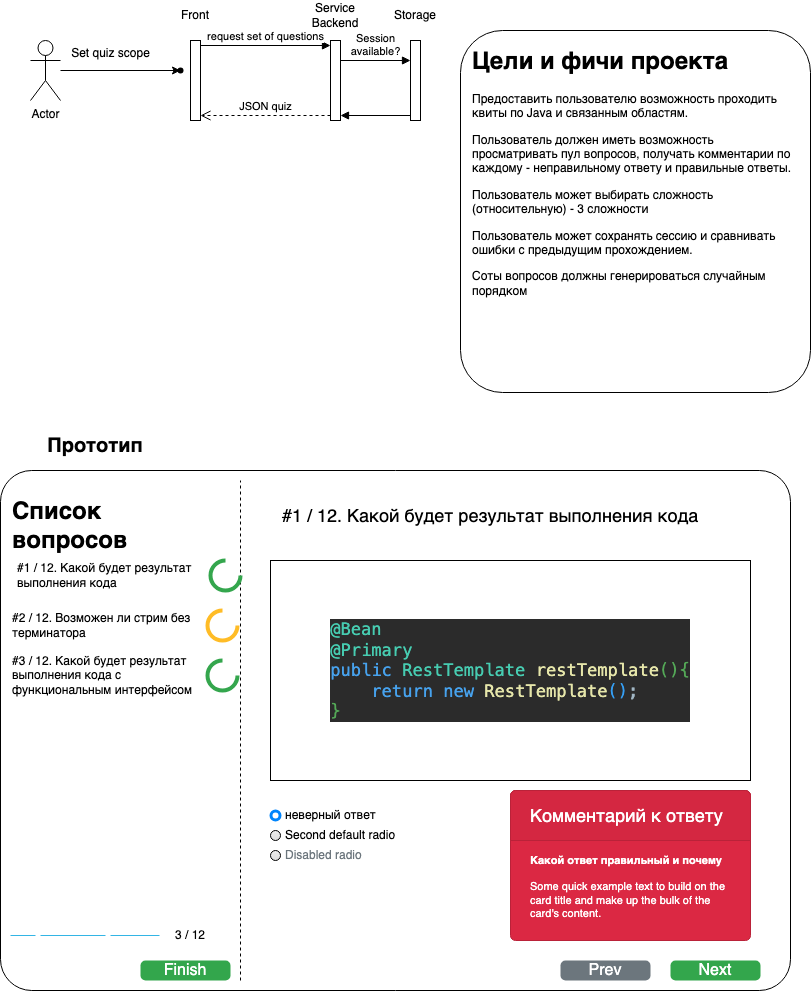 Front
Service
Backend
Storage
Set quiz scope
request set of questions
Session
available?
JSON quiz
Actor
Цели и фичи проекта
Предоставить пользователю возможность проходить
квиты по Java и связанным областям.
Пользователь должен иметь возможность
просматривать пул вопросов, получать комментарии по
каждому - неправильному ответу и правильные ответы.
Пользователь может выбирать сложность
(относительную) - 3 сложности
Пользователь может сохранять сессию и сравнивать
ошибки с предыдущим прохождением.
Соты вопросов должны генерироваться случайным
порядком
Прототип
Список
вопросов
#1 / 12. Какой будет результат
выполнения кода
#2 / 12. Возможен ли стрим без
терминатора
#3 / 12. Какой будет результат
выполнения кода с
функциональным интерфейсом
3 / 12
Finish
#1 / 12. Какой будет результат выполнения кода
@Bean
@Primary
public RestTemplate restTemplate(){
return new RestTemplate();
}
неверный ответ
Second default radio
Disabled radio
Комментарий к ответу
Какой ответ правильный и почему
Some quick example text to build on the
card title and make up the bulk of the
card's content.
Prev
Next